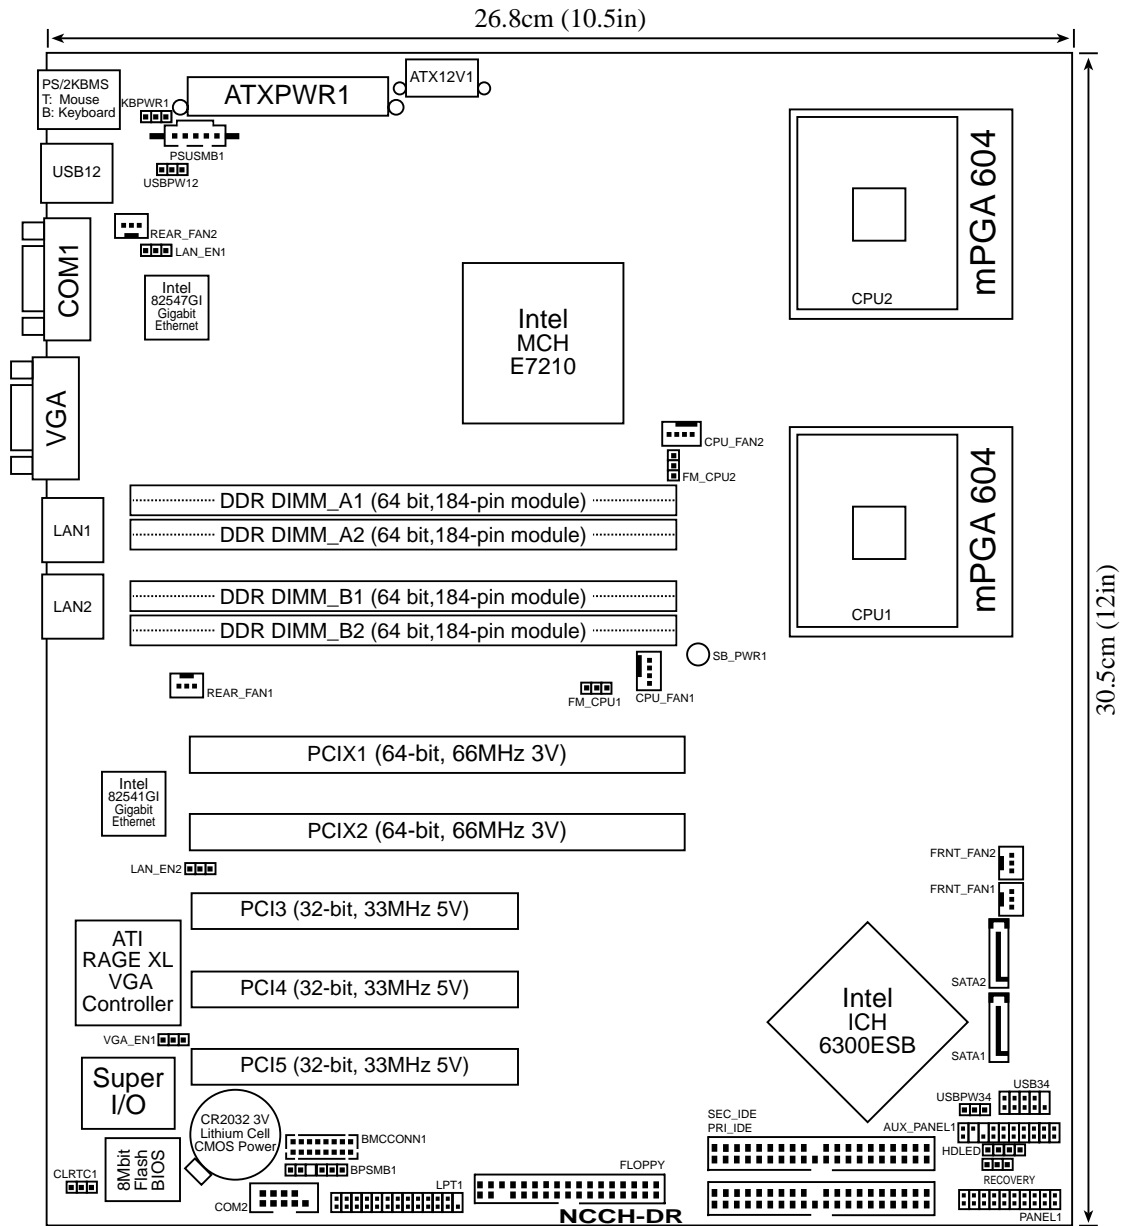 26.8cm (10.5in)
PS/2KBMS
T: Mouse
B: Keyboard
KBPWR1
ATXPWR1
ATX12V1
PSUSMB1
USB12
USBPW12
mPGA 604
CPU2
REAR_FAN2
LAN_EN1
COM1
Intel
82547GI
Gigabit
Ethernet
Intel
MCH
E7210
VGA
CPU_FAN2
FM_CPU2
mPGA 604
CPU1
30.5cm (12in)
DDR DIMM_A1 (64 bit,184-pin module)
LAN1
DDR DIMM_A2 (64 bit,184-pin module)
DDR DIMM_B1 (64 bit,184-pin module)
LAN2
DDR DIMM_B2 (64 bit,184-pin module)
SB_PWR1
REAR_FAN1
FM_CPU1
CPU_FAN1
PCIX1 (64-bit, 66MHz 3V)
Intel
82541GI
Gigabit
Ethernet
PCIX2 (64-bit, 66MHz 3V)
LAN_EN2
FRNT_FAN2
FRNT_FAN1
PCI3 (32-bit, 33MHz 5V)
ATI
RAGE XL
VGA
Controller
PCI4 (32-bit, 33MHz 5V)
SATA2
Intel
ICH
6300ESB
VGA_EN1
PCI5 (32-bit, 33MHz 5V)
SATA1
Super
I/O
USB34
USBPW34
CR2032 3V
Lithium Cell
CMOS Power
SEC_IDE
PRI_IDE
AUX_PANEL1
BMCCONN1
HDLED
8Mbit
Flash
BIOS
CLRTC1
BPSMB1
FLOPPY
RECOVERY
COM2
LPT1
NCCH-DR
PANEL1